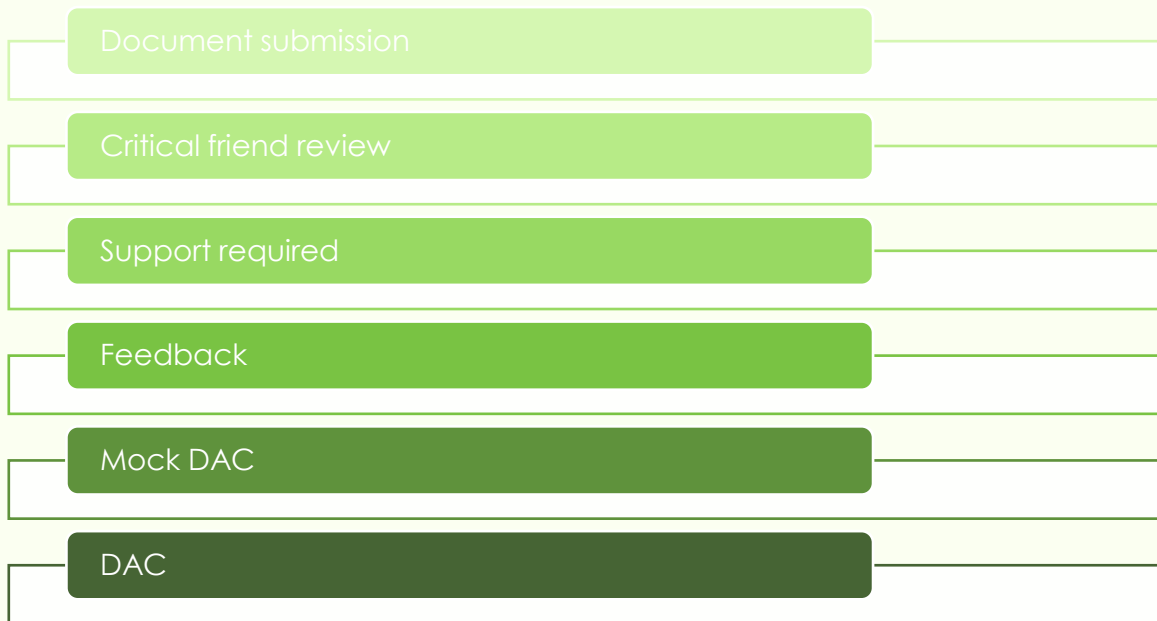 Document submission
Critical friend review
Support required
Feedback
Mock DAC
DAC